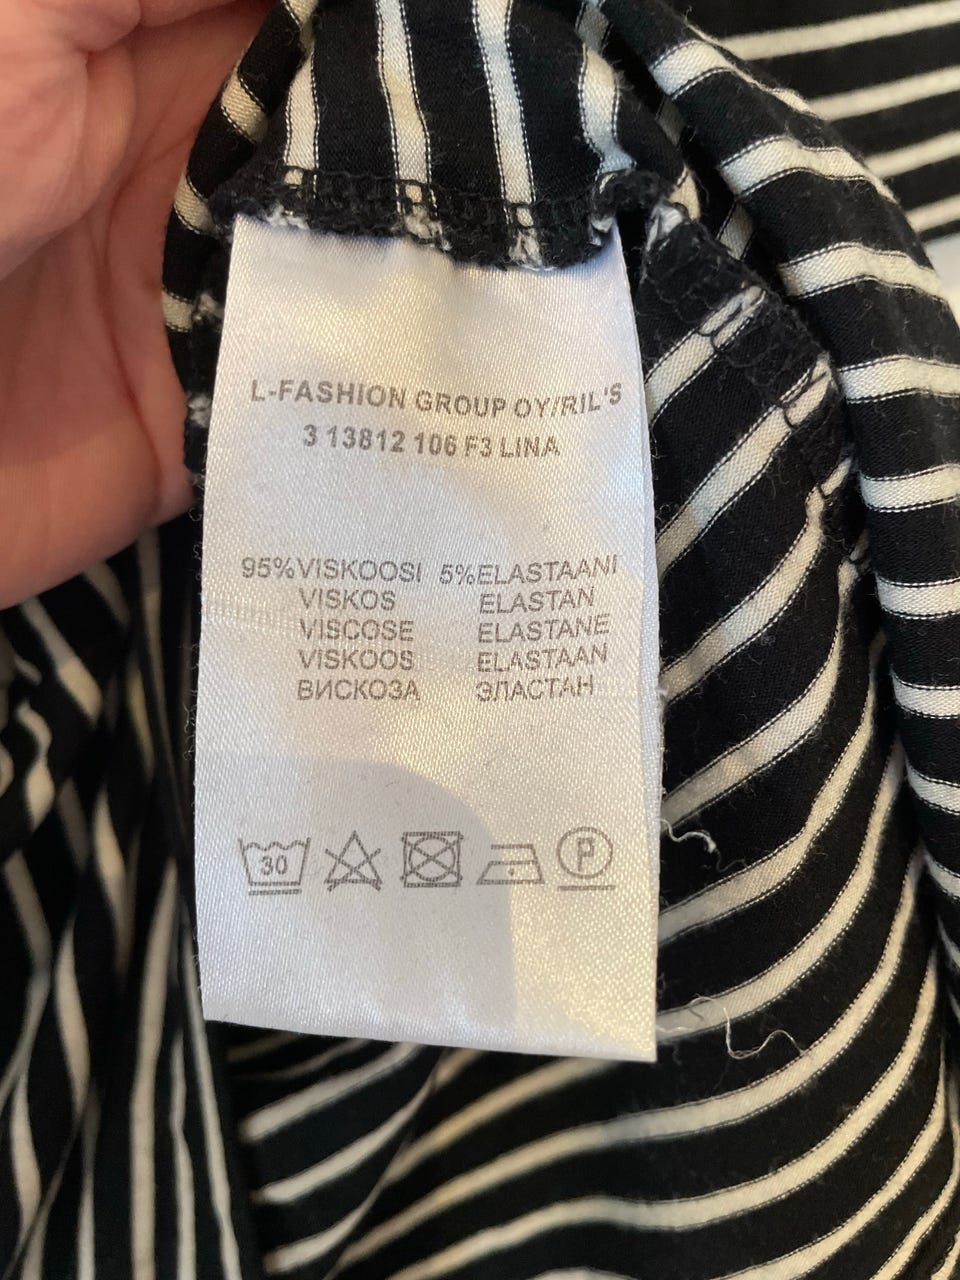 L-FASHION GROUP OY/RIL'S
3 13812 106 F3 LINA
95%VISKOOSI 5%ELASTAANI
VISKOS ELASTAN
VISCOSE ELASTANE
VISKOOS ELASTAAN
ВИСКОЗА ЭЛАСТАН
30 P